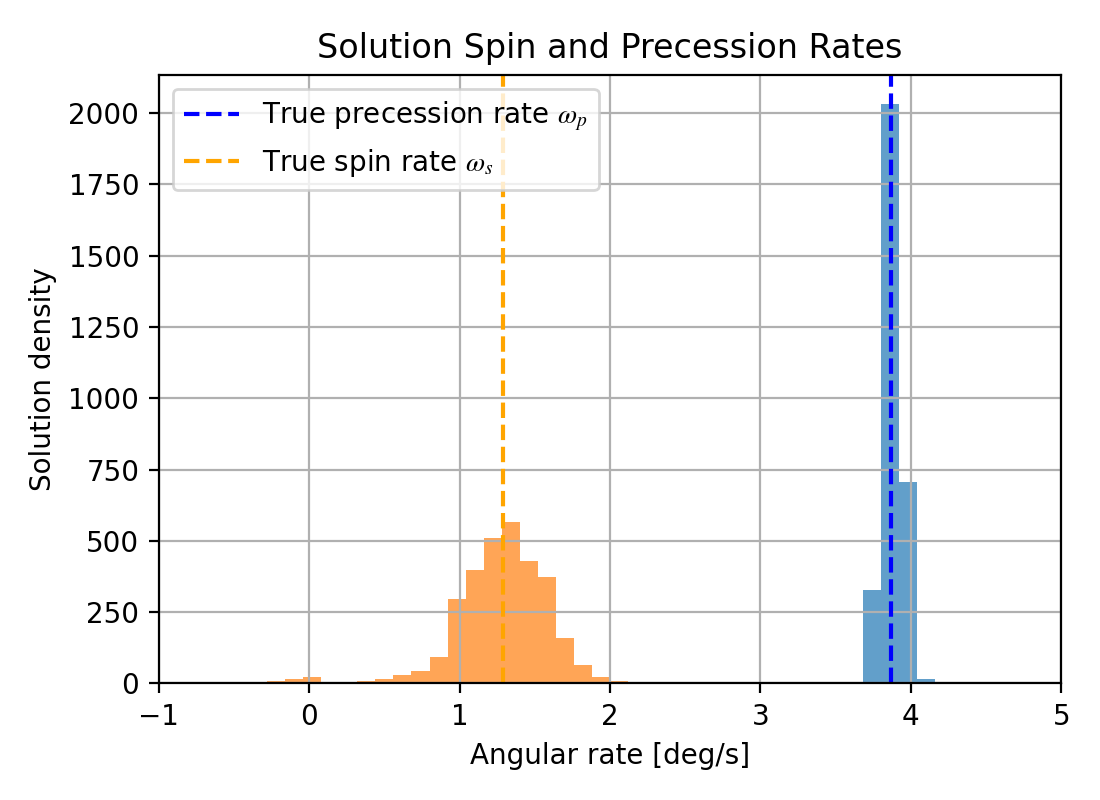 Solution Spin and Precession Rates
True precession rate ωp
True spin rate ωs
Solution density
2000
1750
1500
1250
1000
750
500
250
0
−1 0 1 2 3 4 5
Angular rate [deg/s]